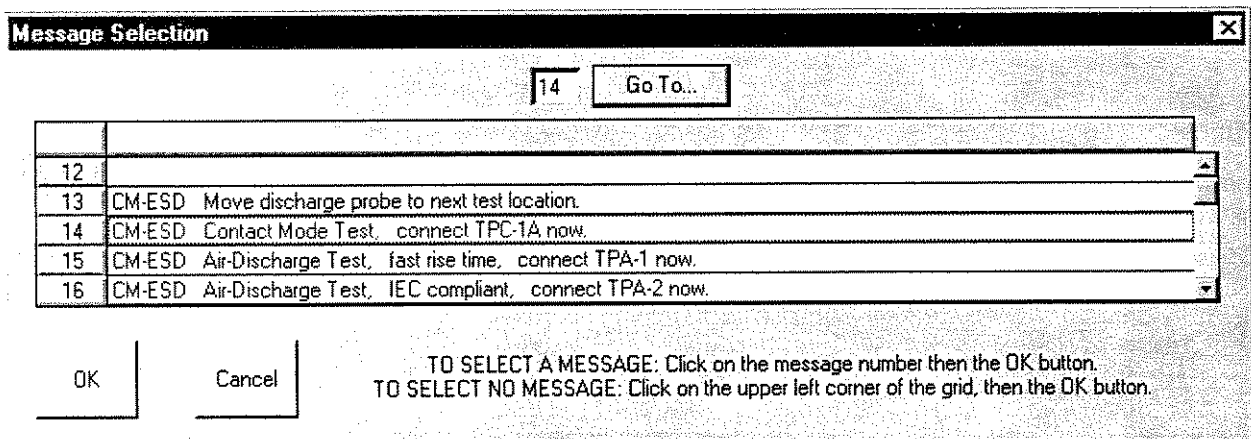 Message Selection
14 Go To...
12
13 CM-ESD Move discharge probe to next test location.
14 CM-ESD Contact Mode Test, connect TPC-1A now.
15 CM-ESD Air-Discharge Test, fast rise time, connect TPA-1 now.
16 CM-ESD Air-Discharge Test, IEC compliant, connect TPA-2 now.
OK Cancel
TO SELECT A MESSAGE: Click on the message number then the OK button.
TO SELECT NO MESSAGE: Click on the upper left corner of the grid, then the OK button.